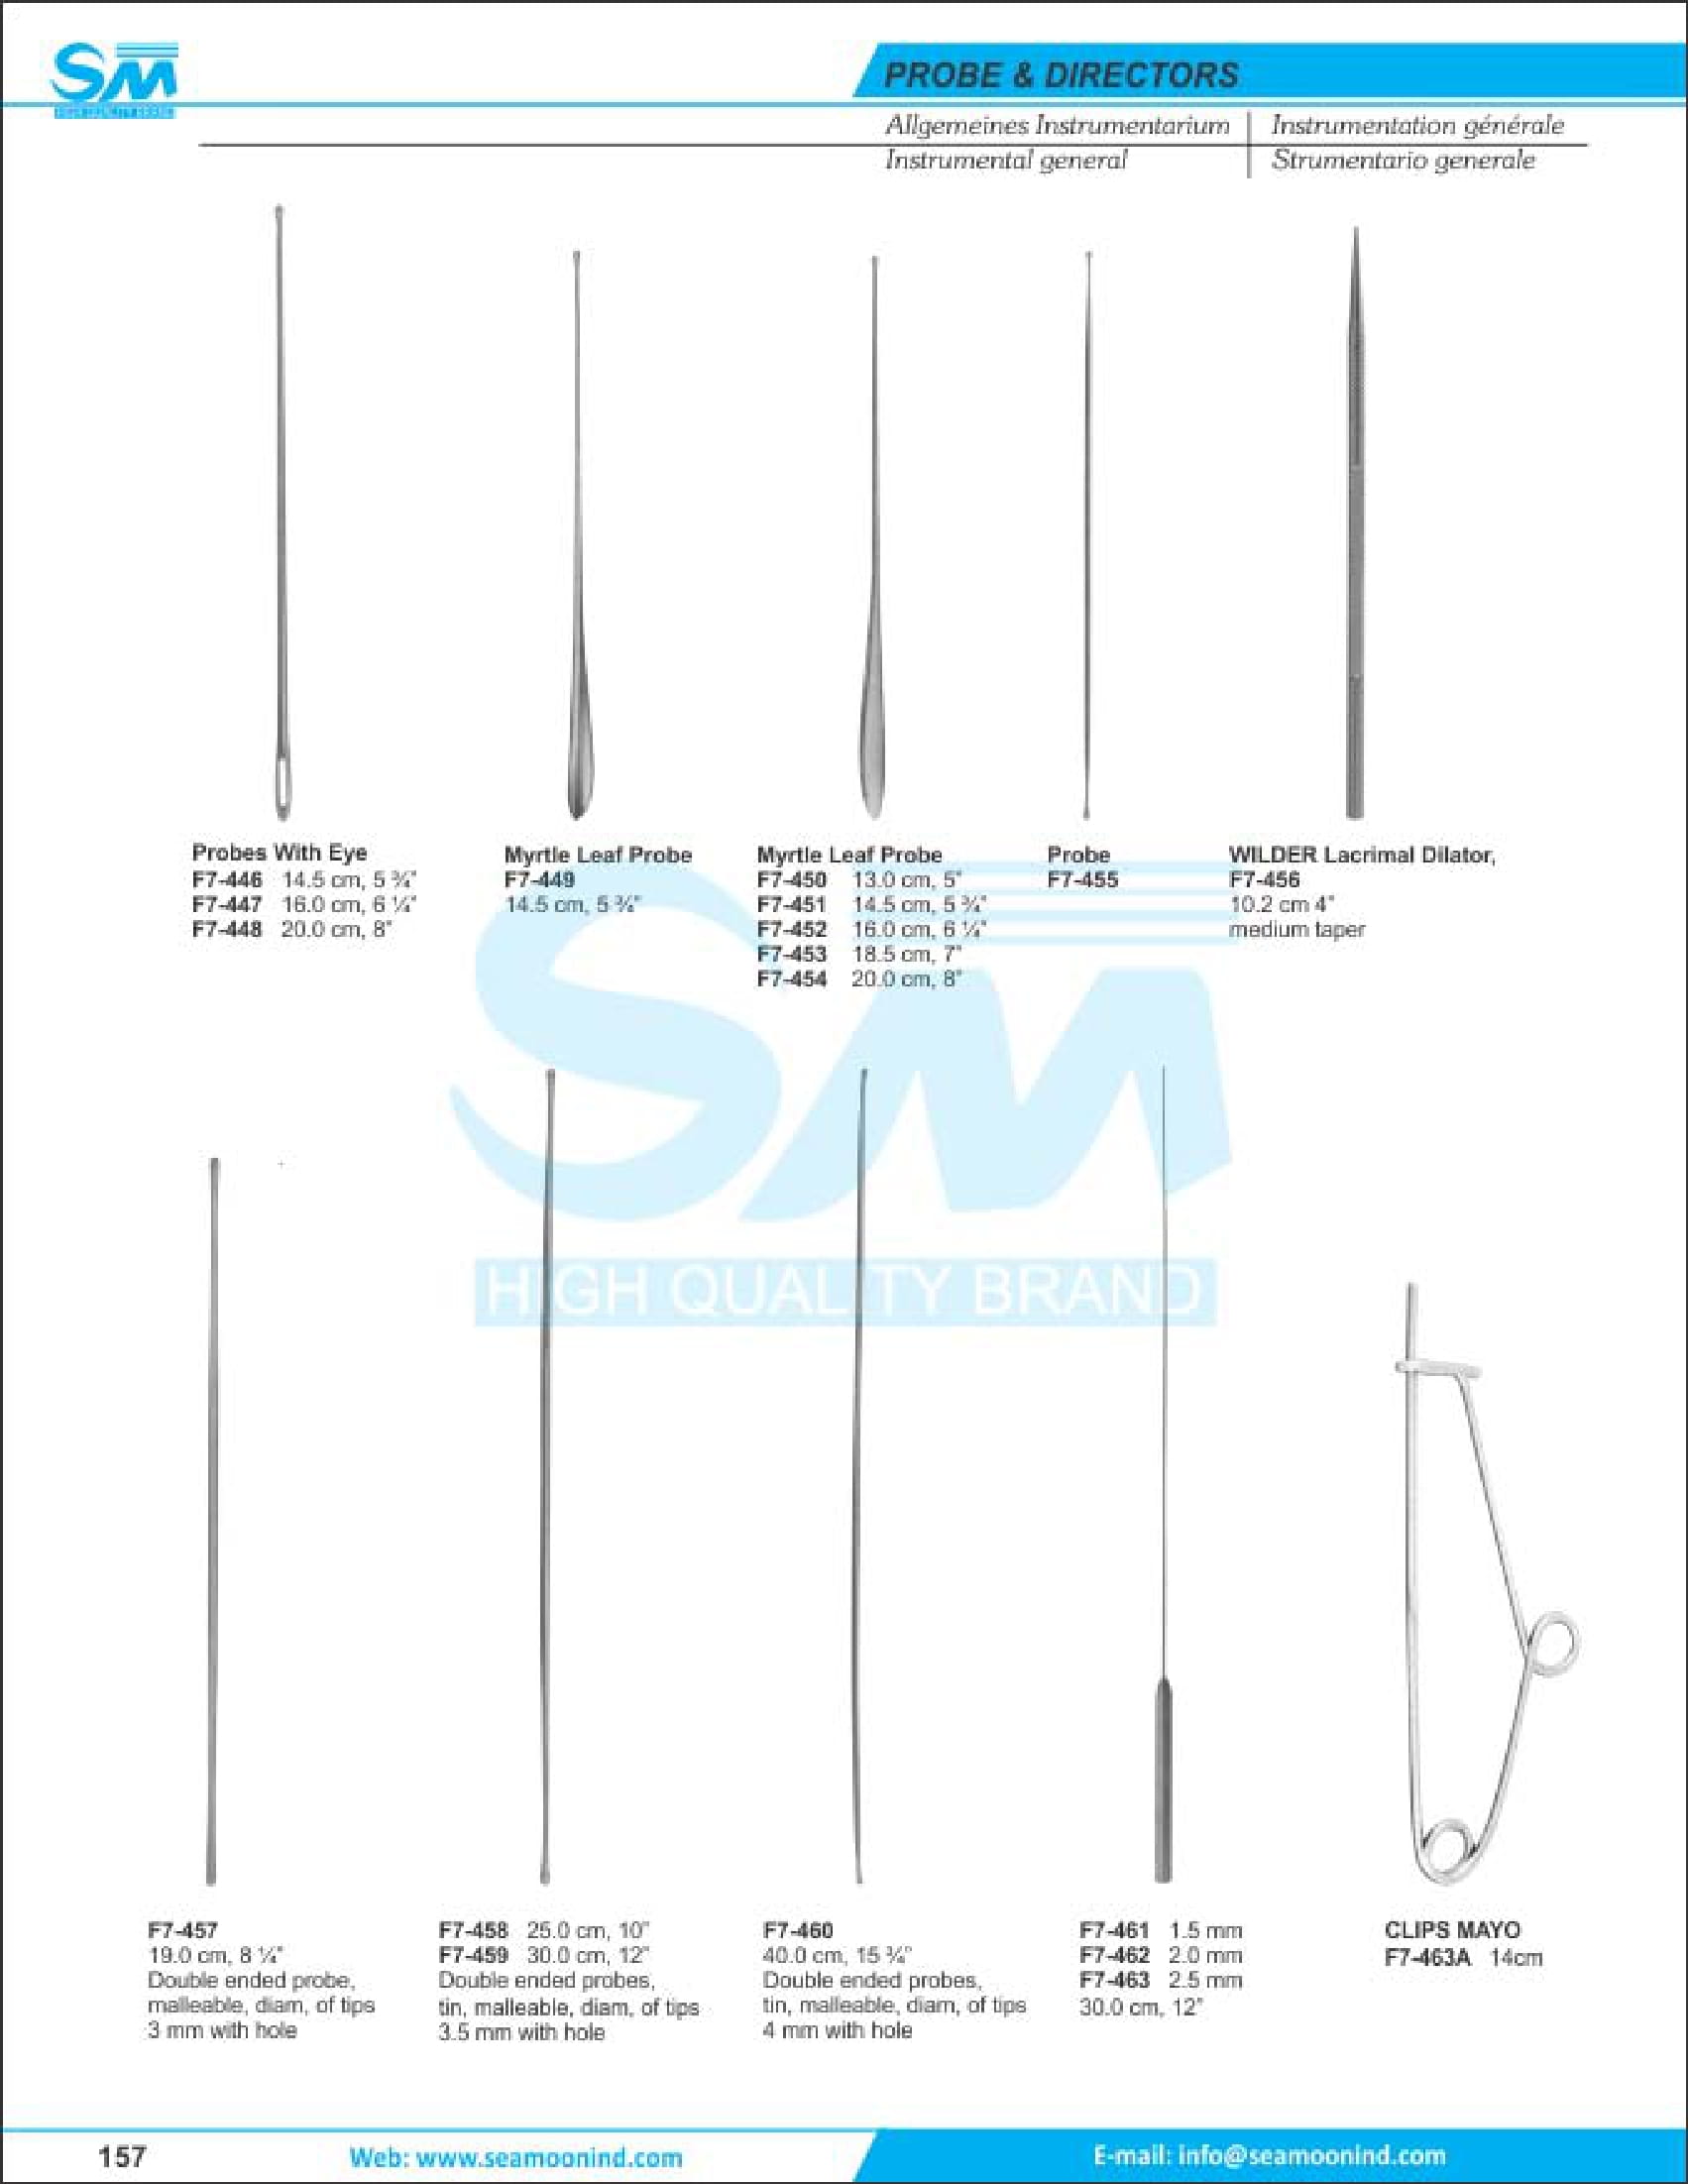 SM
HIGH QUALITY BRAND
PROBE & DIRECTORS
Allgemeines Instrumentarium
Instrumentation générale
Instrumental general
Strumentario generale
Probes With Eye
F7-446 14.5 cm, 5 ¾"
F7-447 16.0 cm, 6 ¼"
F7-448 20.0 cm, 8"
Myrtle Leaf Probe
F7-449
14.5 cm, 5 ¾"
Myrtle Leaf Probe
F7-450 13.0 cm, 5"
F7-451 14.5 cm, 5 ¾"
F7-452 16.0 cm, 6 ¼"
F7-453 18.5 cm, 7"
F7-454 20.0 cm, 8"
Probe
F7-455
WILDER Lacrimal Dilator,
F7-456
10.2 cm 4"
medium taper
SM
HIGH QUALITY BRAND
F7-457
19.0 cm, 8 ¼"
Double ended probe,
malleable, diam, of tips
3 mm with hole
F7-458 25.0 cm, 10"
F7-459 30.0 cm, 12"
Double ended probes,
tin, malleable, diam, of tips
3.5 mm with hole
F7-460
40.0 cm, 15 ¾"
Double ended probes,
tin, malleable, diam, of tips
4 mm with hole
F7-461 1.5 mm
F7-462 2.0 mm
F7-463 2.5 mm
30.0 cm, 12"
CLIPS MAYO
F7-463A 14cm
157
Web: www.seamoonind.com
E-mail: info@seamoonind.com